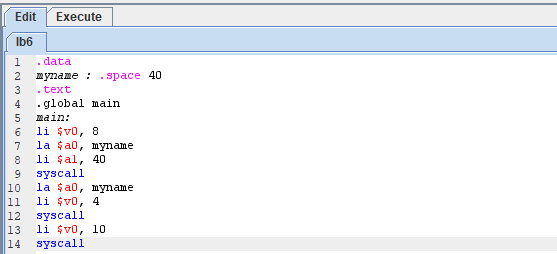 Edit Execute
lb6
1 .data
2 myname : .space 40
3 .text
4 .global main
5 main:
6 li $v0, 8
7 la $a0, myname
8 li $a1, 40
9 syscall
10 la $a0, myname
11 li $v0, 4
12 syscall
13 li $v0, 10
14 syscall